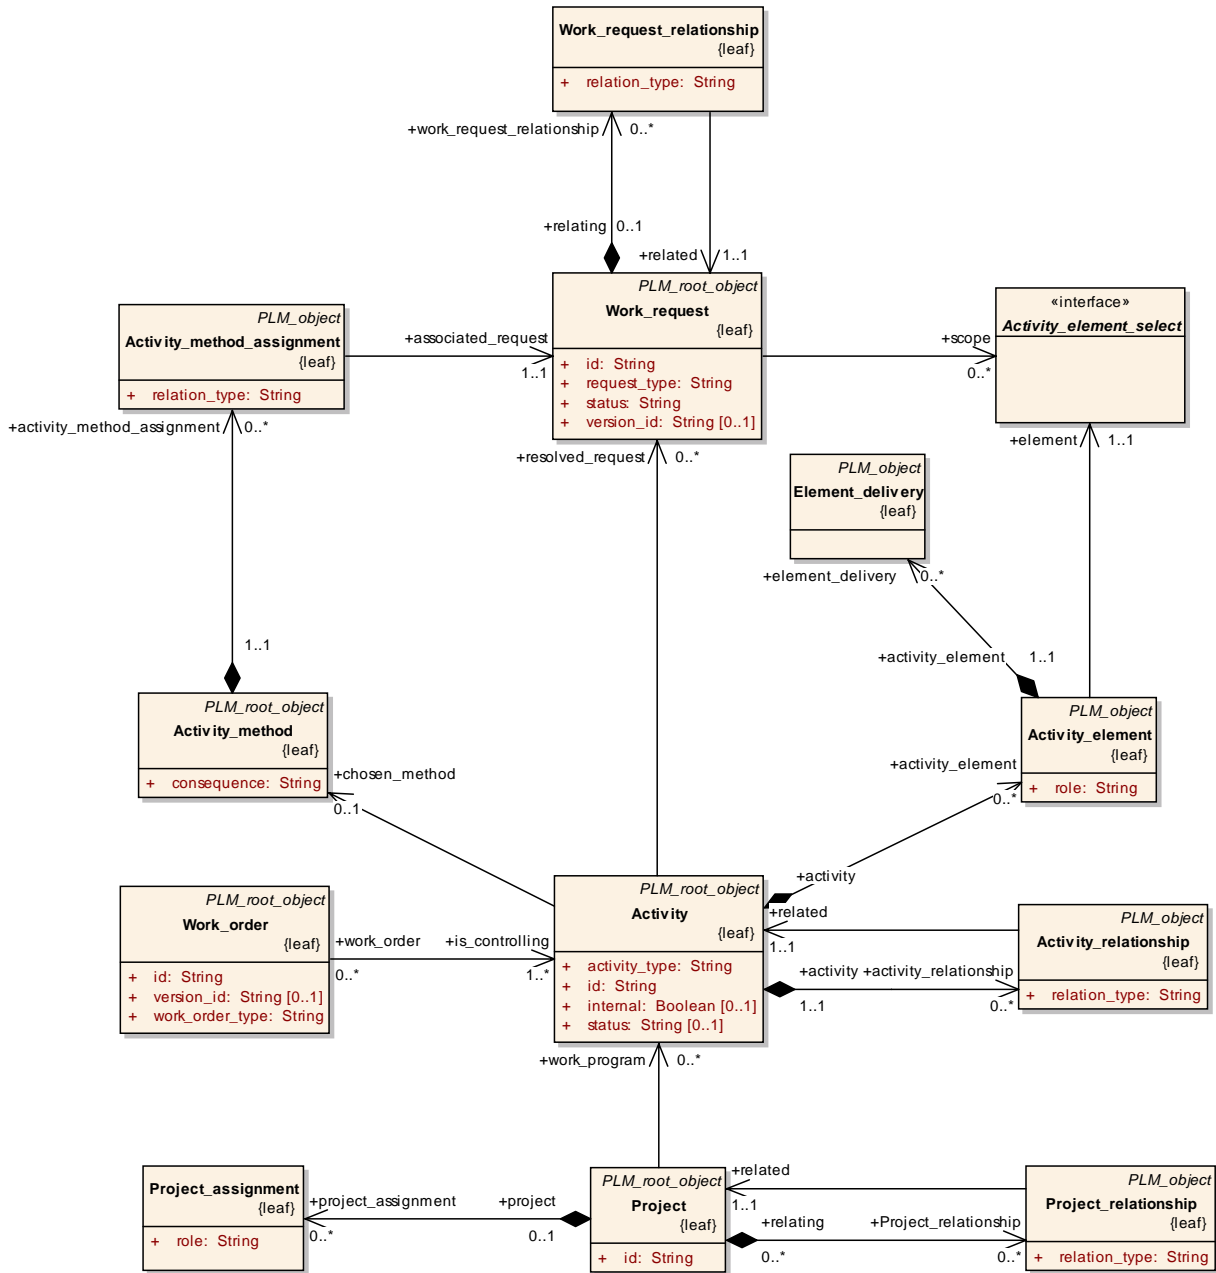 Work_request_relationship
{leaf}
+ relation_type: String
+work_request_relationship
0..*
+relating
0..1
+related
1..1
PLM_root_object
Work_request
{leaf}
+ id: String
+ request_type: String
+ status: String
+ version_id: String [0..1]
PLM_object
Activity_method_assignment
{leaf}
+ relation_type: String
+associated_request
1..1
+scope
0..*
«interface»
Activity_element_select
+activity_method_assignment
0..*
+resolved_request
0..*
+element
1..1
PLM_object
Element_delivery
{leaf}
+element_delivery
0..*
1..1
+activity_element
1..1
PLM_root_object
Activity_method
{leaf}
+ consequence: String
+chosen_method
0..1
PLM_object
Activity_element
{leaf}
+ role: String
+activity_element
0..*
+activity
PLM_root_object
Work_order
{leaf}
+ id: String
+ version_id: String [0..1]
+ work_order_type: String
+work_order
0..*
+is_controlling
1..*
PLM_root_object
Activity
{leaf}
+ activity_type: String
+ id: String
+ internal: Boolean [0..1]
+ status: String [0..1]
+related
1..1
+activity +activity_relationship
1..1
0..*
PLM_object
Activity_relationship
{leaf}
+ relation_type: String
+work_program
0..*
Project_assignment
{leaf}
+ role: String
+project_assignment
0..*
+project
0..1
PLM_root_object
Project
{leaf}
+ id: String
+related
1..1
+relating
0..*
+Project_relationship
0..*
PLM_object
Project_relationship
{leaf}
+ relation_type: String